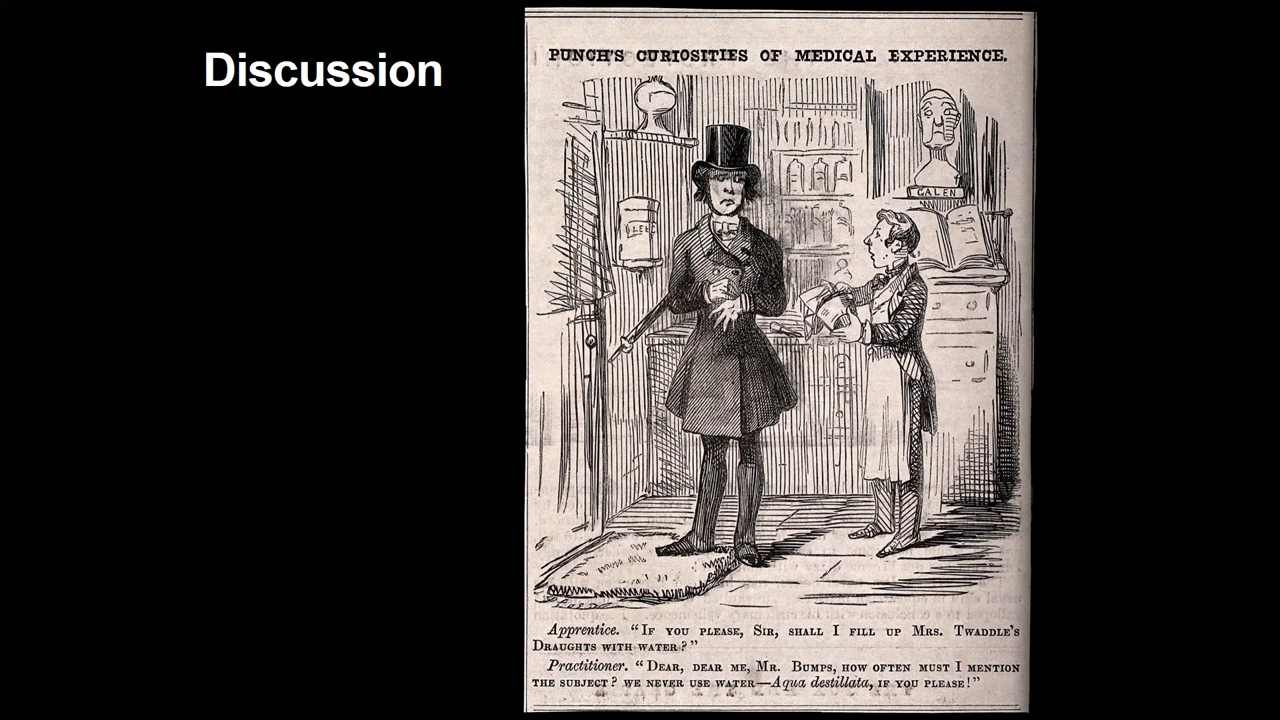 Discussion
PUNCH'S CURIOSITIES OF MEDICAL EXPERIENCE.
GALEN
Apprentice. "If you please, Sir, shall I fill up Mrs. Twaddle's
Draughts with water?"
Practitioner. "Dear, dear me, Mr. Bumps, how often must I mention
the subject? we never use water—Aqua destillata, if you please!"